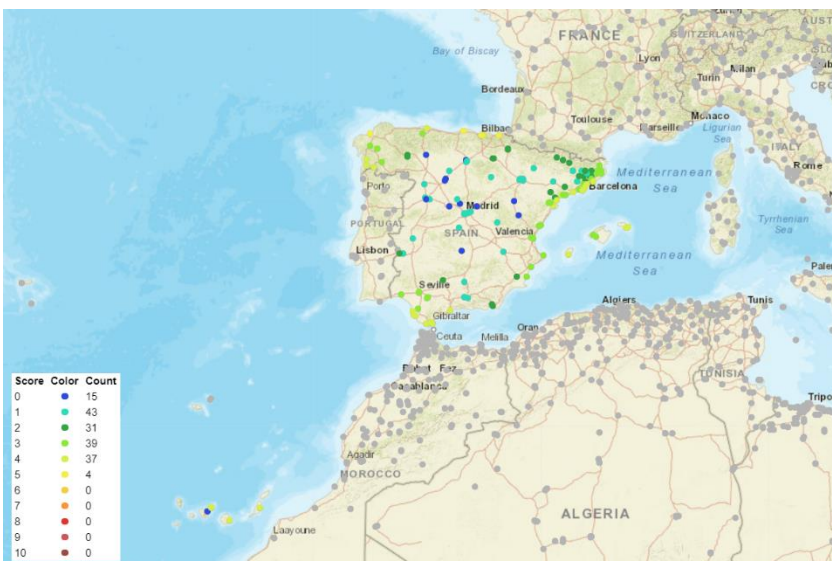 FRANCE
SWITZERLAND
Bay of Biscay
Lyon
Milan
Turin
Bordeaux
Toulouse
Monaco
Marseille
Ligurian
Sea
Bilbao
ITALY
Rome
Mediterranean
Sea
Barcelona
Porto
Madrid
PORTUGAL
SPAIN
Valencia
Tyrrhenian
Sea
Lisbon
Mediterranean
Sea
Seville
Algiers
Tunis
Gibraltar
Oran
Ceuta
Melilla
Rabat
Fez
Casablanca
TUNISIA
Agadir
MOROCCO
ALGERIA
Laayoune
Score Color Count
0 15
1 43
2 31
3 39
4 37
5 4
6 0
7 0
8 0
9 0
10 0